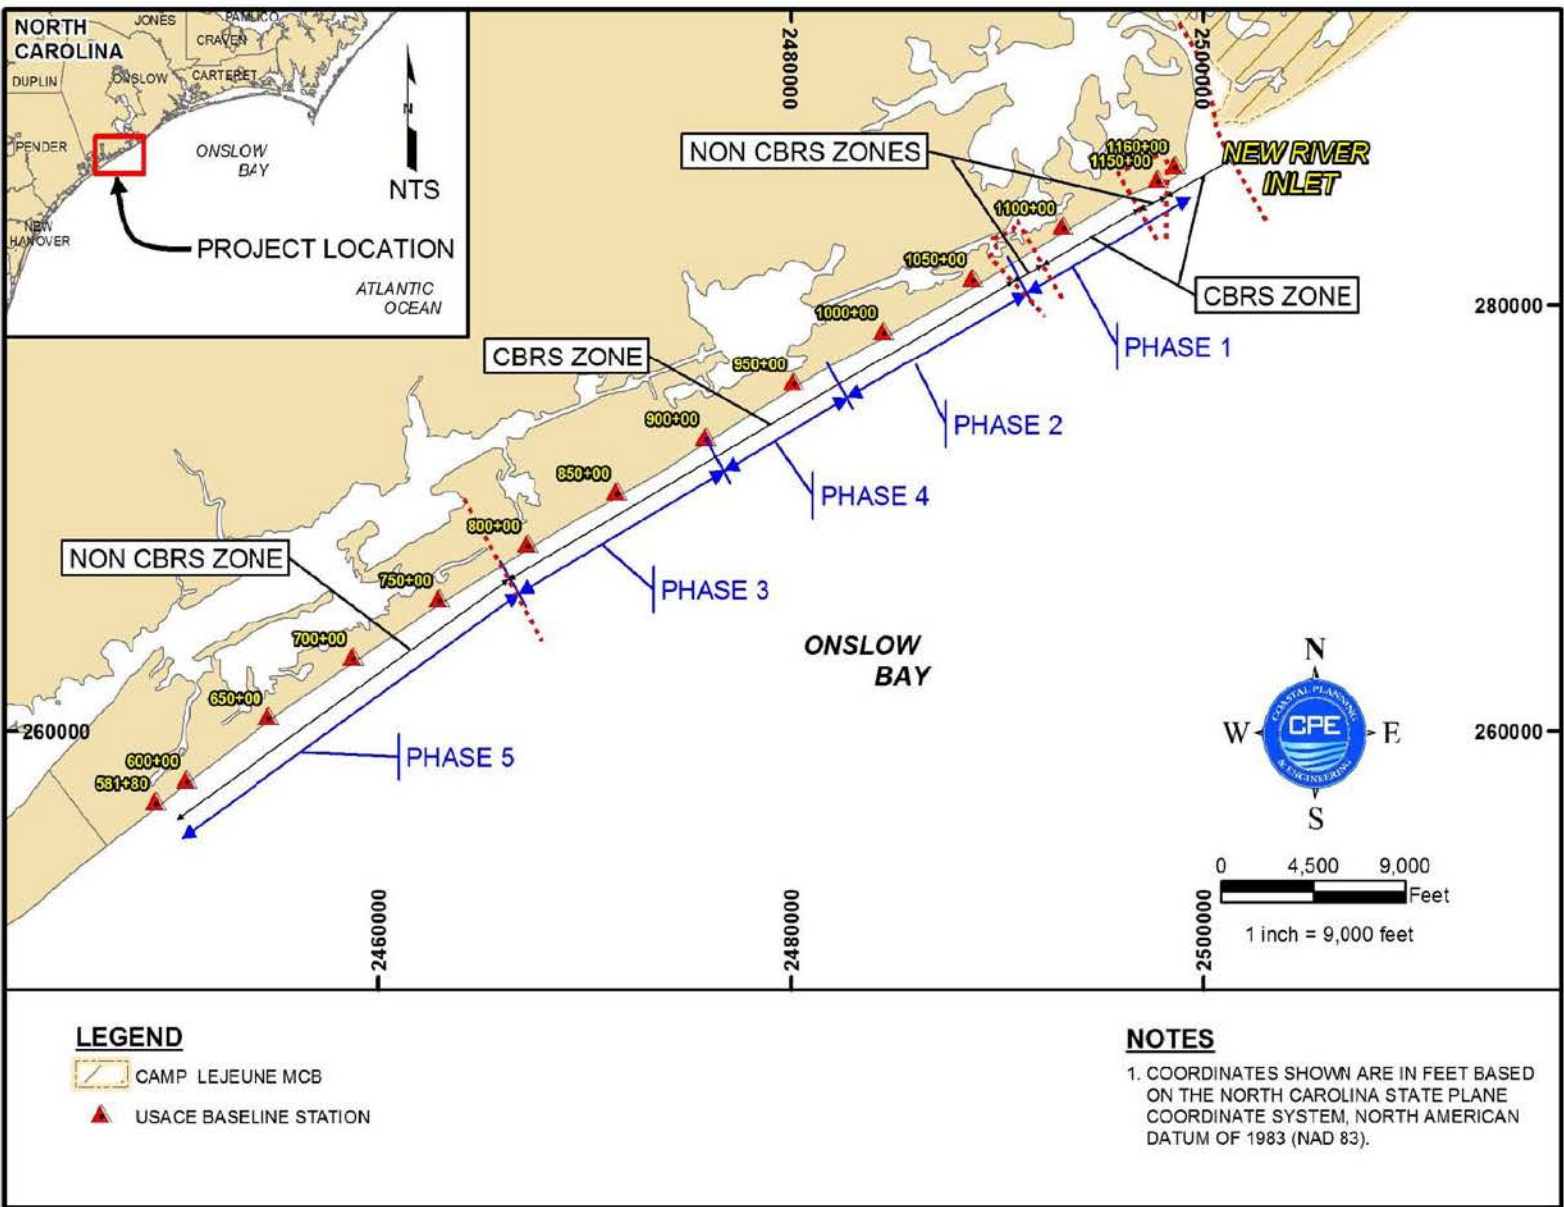 NORTH
CAROLINA
JONES
PAMLICO
CRAVEN
DUPLIN
ONSLOW
CARTERET
PENDER
ONSLOW
BAY
N
NTS
NEW
HANOVER
PROJECT LOCATION
ATLANTIC
OCEAN
2480000
2500000
NON CBRS ZONES
1160+00
1150+00
NEW RIVER
INLET
1100+00
1050+00
CBRS ZONE
280000
1000+00
PHASE 1
CBRS ZONE
950+00
900+00
PHASE 2
850+00
PHASE 4
800+00
NON CBRS ZONE
750+00
PHASE 3
700+00
ONSLOW
BAY
650+00
260000
600+00
581+80
PHASE 5
N
W
COASTAL PLANNING
CPE
& ENGINEERING
E
S
260000
0 4,500 9,000
Feet
1 inch = 9,000 feet
2460000
2480000
2500000
LEGEND
CAMP LEJEUNE MCB
USACE BASELINE STATION
NOTES
1. COORDINATES SHOWN ARE IN FEET BASED
ON THE NORTH CAROLINA STATE PLANE
COORDINATE SYSTEM, NORTH AMERICAN
DATUM OF 1983 (NAD 83).